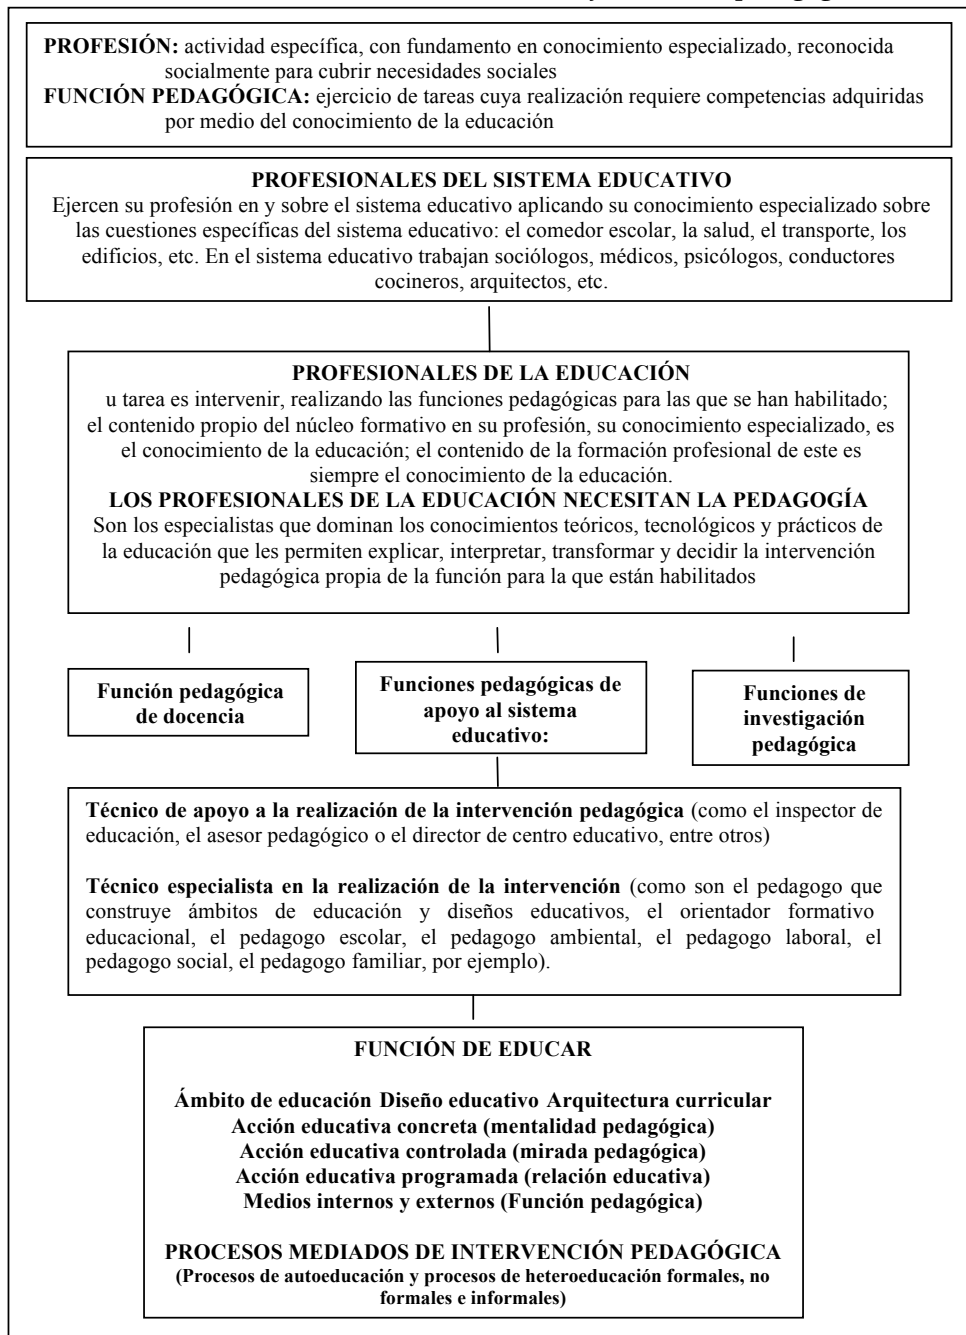 PROFESIÓN: actividad específica, con fundamento en conocimiento especializado, reconocida
socialmente para cubrir necesidades sociales
FUNCIÓN PEDAGÓGICA: ejercicio de tareas cuya realización requiere competencias adquiridas
por medio del conocimiento de la educación
PROFESIONALES DEL SISTEMA EDUCATIVO
Ejercen su profesión en y sobre el sistema educativo aplicando su conocimiento especializado sobre
las cuestiones específicas del sistema educativo: el comedor escolar, la salud, el transporte, los
edificios, etc. En el sistema educativo trabajan sociólogos, médicos, psicólogos, conductores
cocineros, arquitectos, etc.
PROFESIONALES DE LA EDUCACIÓN
u tarea es intervenir, realizando las funciones pedagógicas para las que se han habilitado;
el contenido propio del núcleo formativo en su profesión, su conocimiento especializado, es
el conocimiento de la educación; el contenido de la formación profesional de este es
siempre el conocimiento de la educación.
LOS PROFESIONALES DE LA EDUCACIÓN NECESITAN LA PEDAGOGÍA
Son los especialistas que dominan los conocimientos teóricos, tecnológicos y prácticos de
la educación que les permiten explicar, interpretar, transformar y decidir la intervención
pedagógica propia de la función para la que están habilitados
Función pedagógica
de docencia
Funciones pedagógicas de
apoyo al sistema
educativo:
Funciones de
investigación
pedagógica
Técnico de apoyo a la realización de la intervención pedagógica (como el inspector de
educación, el asesor pedagógico o el director de centro educativo, entre otros)
Técnico especialista en la realización de la intervención (como son el pedagogo que
construye ámbitos de educación y diseños educativos, el orientador formativo
educacional, el pedagogo escolar, el pedagogo ambiental, el pedagogo laboral, el
pedagogo social, el pedagogo familiar, por ejemplo).
FUNCIÓN DE EDUCAR
Ámbito de educación Diseño educativo Arquitectura curricular
Acción educativa concreta (mentalidad pedagógica)
Acción educativa controlada (mirada pedagógica)
Acción educativa programada (relación educativa)
Medios internos y externos (Función pedagógica)
PROCESOS MEDIADOS DE INTERVENCIÓN PEDAGÓGICA
(Procesos de autoeducación y procesos de heteroeducación formales, no
formales e informales)